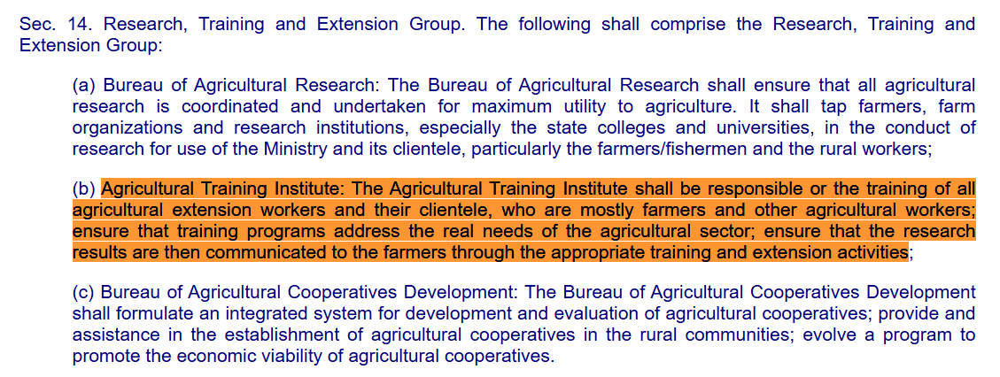 Sec. 14. Research, Training and Extension Group. The following shall comprise the Research, Training and
Extension Group:
(a) Bureau of Agricultural Research: The Bureau of Agricultural Research shall ensure that all agricultural
research is coordinated and undertaken for maximum utility to agriculture. It shall tap farmers, farm
organizations and research institutions, especially the state colleges and universities, in the conduct of
research for use of the Ministry and its clientele, particularly the farmers/fishermen and the rural workers;
(b) Agricultural Training Institute: The Agricultural Training Institute shall be responsible or the training of all
agricultural extension workers and their clientele, who are mostly farmers and other agricultural workers;
ensure that training programs address the real needs of the agricultural sector; ensure that the research
results are then communicated to the farmers through the appropriate training and extension activities;
(c) Bureau of Agricultural Cooperatives Development: The Bureau of Agricultural Cooperatives Development
shall formulate an integrated system for development and evaluation of agricultural cooperatives; provide and
assistance in the establishment of agricultural cooperatives in the rural communities; evolve a program to
promote the economic viability of agricultural cooperatives.